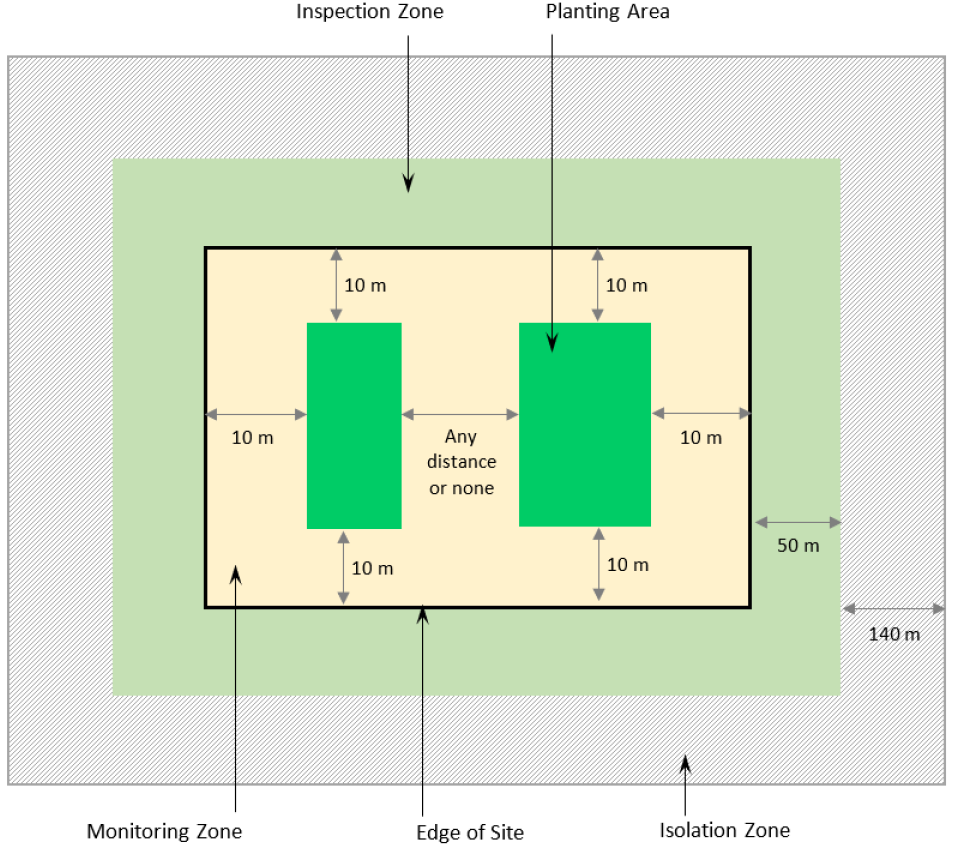 Inspection Zone
Planting Area
10 m
10 m
10 m
Any
distance
or none
10 m
50 m
10 m
10 m
140 m
Monitoring Zone
Edge of Site
Isolation Zone